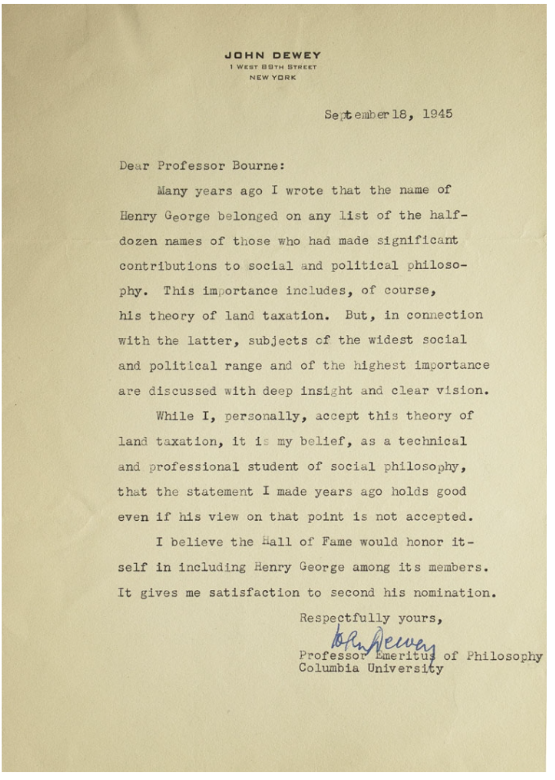 JOHN DEWEY
1 WEST 88TH STREET
NEW YORK
September 18, 1945
Dear Professor Bourne:
Many years ago I wrote that the name of
Henry George belonged on any list of the half-
dozen names of those who had made significant
contributions to social and political philoso-
phy. This importance includes, of course,
his theory of land taxation. But, in connection
with the latter, subjects of the widest social
and political range and of the highest importance
are discussed with deep insight and clear vision.
While I, personally, accept this theory of
land taxation, it is my belief, as a technical
and professional student of social philosophy,
that the statement I made years ago holds good
even if his view on that point is not accepted.
I believe the Hall of Fame would honor it-
self in including Henry George among its members.
It gives me satisfaction to second his nomination.
Respectfully yours,
John Dewey
Professor Emeritus of Philosophy
Columbia University